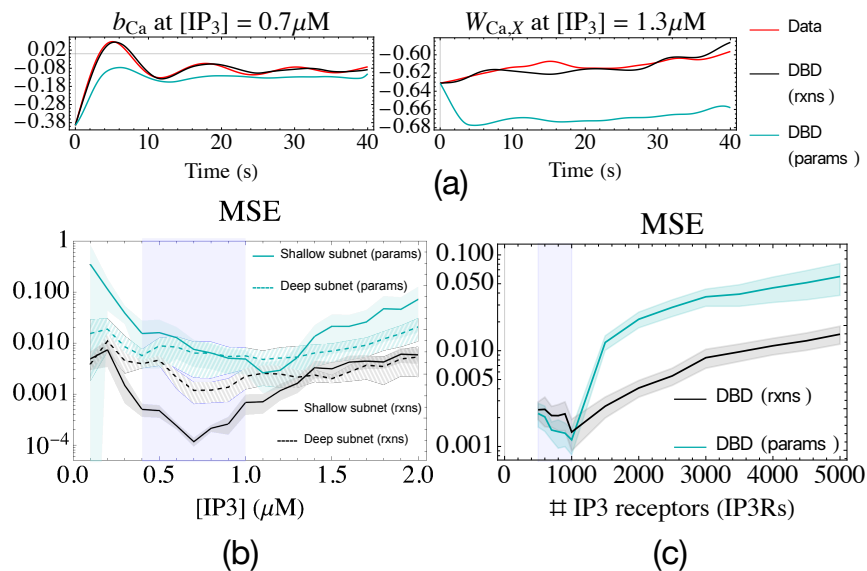 b_Ca at [IP₃] = 0.7μM
W_Ca,X at [IP₃] = 1.3μM
0.02
−0.08
−0.18
−0.28
−0.38
0 10 20 30 40
Time (s)
−0.60
−0.62
−0.64
−0.66
−0.68
0 10 20 30 40
Time (s)
Data
DBD
(rxns)
DBD
(params )
(a)
MSE
1
0.100
0.010
0.001
10⁻⁴
0.0 0.5 1.0 1.5 2.0
[IP3] (μM)
Shallow subnet (params)
Deep subnet (params)
Shallow subnet (rxns)
Deep subnet (rxns)
(b)
MSE
0.100
0.050
0.010
0.005
0.001
0 1000 2000 3000 4000 5000
# IP3 receptors (IP3Rs)
DBD (rxns)
DBD (params )
(c)